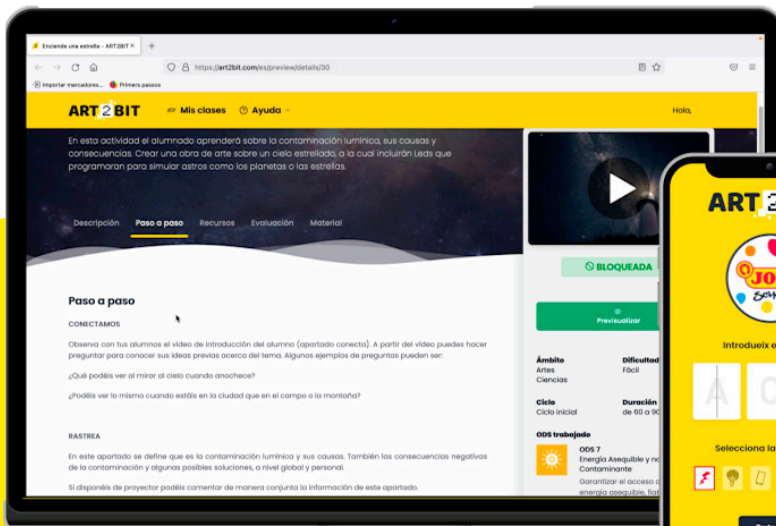 Enciende una estrella - ART2BIT
https://art2bit.com/es/preview/details/30
Importar marcadores...
Primers passos
ART2BIT
Mis clases
Ayuda
Hola,
En esta actividad el alumnado aprenderá sobre la contaminación lumínica, sus causas y
consecuencias. Crear una obra de arte sobre un cielo estrellado, a la cual incluirán Leds que
programaran para simular astros como los planetas o las estrellas.
Descripción
Paso a paso
Recursos
Evaluación
Material
BLOQUEADA
Previsualizar
Paso a paso
CONECTAMOS
Observa con tus alumnos el vídeo de introducción del alumno (apartado conecta). A partir del vídeo puedes hacer
preguntar para conocer sus ideas previas acerca del tema. Algunos ejemplos de preguntas pueden ser:
¿Qué podéis ver al mirar al cielo cuando anochece?
¿Podéis ver lo mismo cuando estáis en la ciudad que en el campo o la montaña?
RASTREA
En este apartado se define que es la contaminación lumínica y sus causas. También las consecuencias negativas
de la contaminación y algunas posibles soluciones, a nivel global y personal.
Si disponéis de proyector podéis comentar de manera conjunta la información de este apartado.
Ámbito
Artes
Ciencias
Dificultad
Fácil
Ciclo
Ciclo inicial
Duración
de 60 a 90
ODS trabajado
ODS 7
Energía Asequible y no
Contaminante
Garantizar el acceso a
energía asequible, fiab
ART 2
JO
Introdueix e
A
Selecciona la